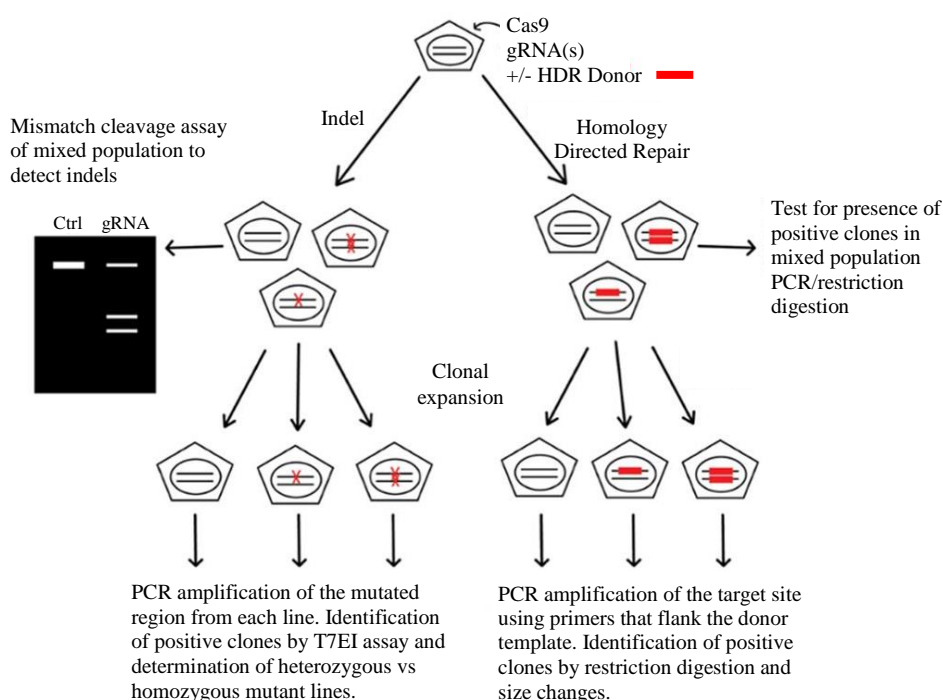 Cas9
gRNA(s)
+/- HDR Donor
Indel
Homology
Directed Repair
Mismatch cleavage assay
of mixed population to
detect indels
Ctrl gRNA
Test for presence of
positive clones in
mixed population
PCR/restriction
digestion
Clonal
expansion
PCR amplification of the mutated
region from each line. Identification
of positive clones by T7EI assay and
determination of heterozygous vs
homozygous mutant lines.
PCR amplification of the target site
using primers that flank the donor
template. Identification of positive
clones by restriction digestion and
size changes.